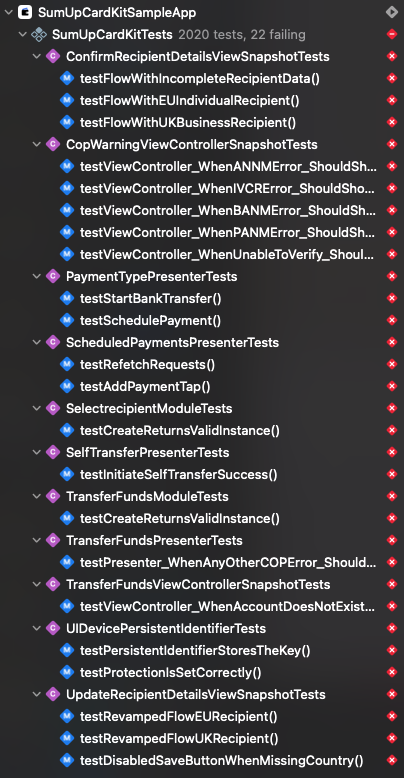 SumUpCardKitSampleApp
SumUpCardKitTests 2020 tests, 22 failing
C ConfirmRecipientDetailsViewSnapshotTests
M testFlowWithIncompleteRecipientData()
M testFlowWithEUIndividualRecipient()
M testFlowWithUKBusinessRecipient()
C CopWarningViewControllerSnapshotTests
M testViewController_WhenANNMError_ShouldSh...
M testViewController_WhenIVCRError_ShouldSho...
M testViewController_WhenBANMError_ShouldSh...
M testViewController_WhenPANMError_ShouldSh...
M testViewController_WhenUnableToVerify_Shoul...
C PaymentTypePresenterTests
M testStartBankTransfer()
M testSchedulePayment()
C ScheduledPaymentsPresenterTests
M testRefetchRequests()
M testAddPaymentTap()
C SelectrecipientModuleTests
M testCreateReturnsValidInstance()
C SelfTransferPresenterTests
M testInitiateSelfTransferSuccess()
C TransferFundsModuleTests
M testCreateReturnsValidInstance()
C TransferFundsPresenterTests
M testPresenter_WhenAnyOtherCOPError_Should...
C TransferFundsViewControllerSnapshotTests
M testViewController_WhenAccountDoesNotExist...
C UIDevicePersistentIdentifierTests
M testPersistentIdentifierStoresTheKey()
M testProtectionIsSetCorrectly()
C UpdateRecipientDetailsViewSnapshotTests
M testRevampedFlowEURecipient()
M testRevampedFlowUKRecipient()
M testDisabledSaveButtonWhenMissingCountry()